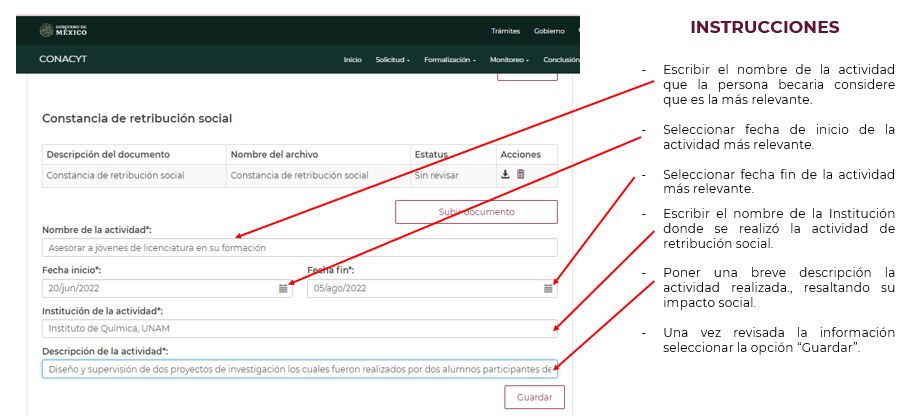 GOBIERNO DE
MÉXICO
Trámites Gobierno
CONACYT
Inicio Solicitud Formalización Monitoreo Conclusión
Constancia de retribución social
Descripción del documento Nombre del archivo Estatus Acciones
Constancia de retribución social Constancia de retribución social Sin revisar
Subir documento
Nombre de la actividad*:
Asesorar a jóvenes de licenciatura en su formación
Fecha inicio*: Fecha fin*:
20/jun/2022 05/ago/2022
Institución de la actividad*:
Instituto de Química, UNAM
Descripción de la actividad*:
Diseño y supervisión de dos proyectos de investigación los cuales fueron realizados por dos alumnos participantes de
Guardar
INSTRUCCIONES
- Escribir el nombre de la actividad
que la persona becaria considere
que es la más relevante.
- Seleccionar fecha de inicio de la
actividad más relevante.
- Seleccionar fecha fin de la actividad
más relevante.
- Escribir el nombre de la Institución
donde se realizó la actividad de
retribución social.
- Poner una breve descripción la
actividad realizada., resaltando su
impacto social.
- Una vez revisada la información
seleccionar la opción “Guardar”.